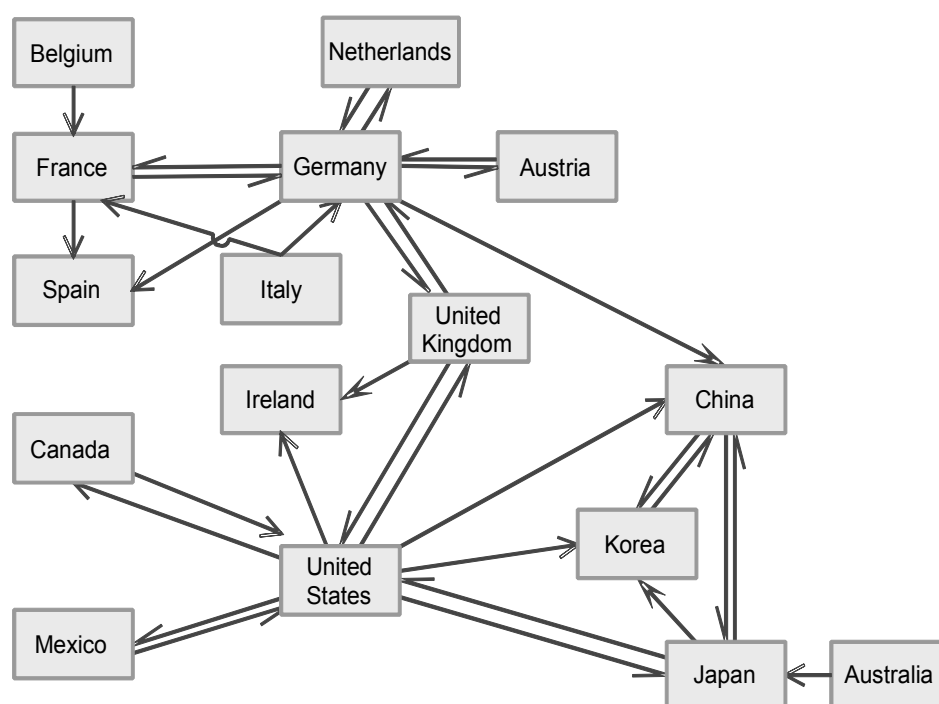 Belgium
Netherlands
France
Germany
Austria
Spain
Italy
United
Kingdom
Ireland
China
Canada
Korea
United
States
Mexico
Japan
Australia